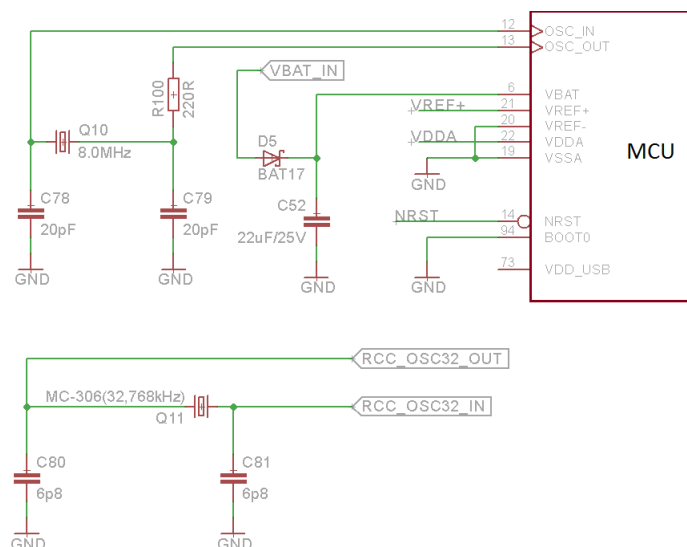 12
OSC_IN
13
OSC_OUT
R100
220R
VBAT_IN
6
VBAT
VREF+
21
VREF+
20
VREF-
VDDA
22
VDDA
19
VSSA
MCU
Q10
8.0MHz
D5
BAT17
GND
C78
20pF
C79
20pF
C52
22uF/25V
NRST
14
NRST
94
BOOT0
73
VDD_USB
GND
GND
GND
GND
RCC_OSC32_OUT
MC-306(32,768kHz)
Q11
RCC_OSC32_IN
C80
6p8
C81
6p8
GND
GND